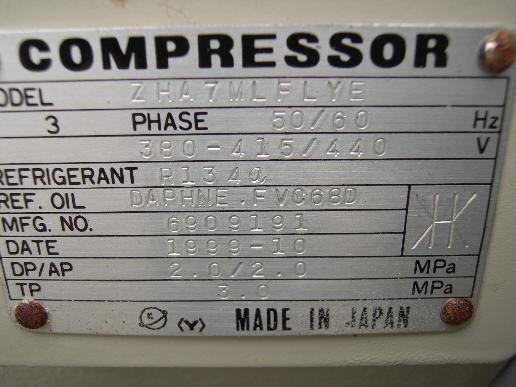 COMPRESSOR
ODEL ZHA7MLFLYE
3 PHASE 50/60 Hz
380-415/440 V
REFRIGERANT R134a
REF. OIL DAPHNE.FVC68D
MFG. NO. 6909191
DATE 1999-10
DP/AP 2.0/2.0 MPa
TP 3.0 MPa
K
MADE IN JAPAN